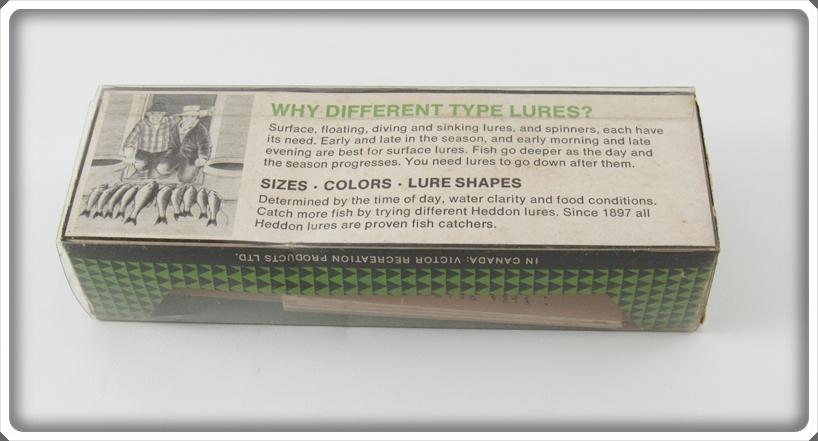 WHY DIFFERENT TYPE LURES?
Surface, floating, diving and sinking lures, and spinners, each have
its need. Early and late in the season, and early morning and late
evening are best for surface lures. Fish go deeper as the day and
the season progresses. You need lures to go down after them.
SIZES · COLORS · LURE SHAPES
Determined by the time of day, water clarity and food conditions.
Catch more fish by trying different Heddon lures. Since 1897 all
Heddon lures are proven fish catchers.
IN CANADA: VICTOR RECREATION PRODUCTS LTD.